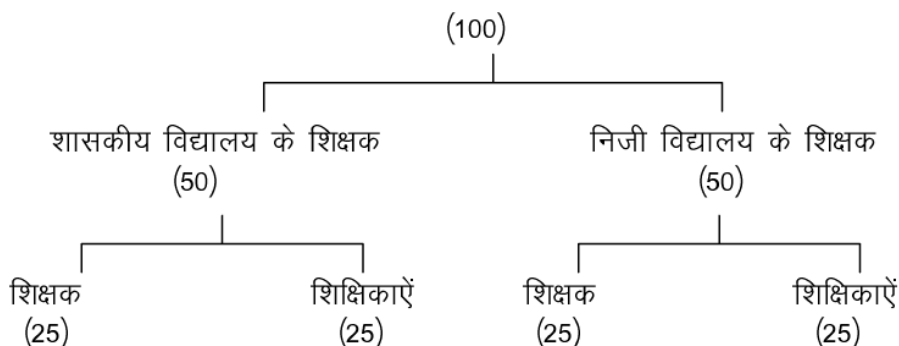 (100)
शासकीय विद्यालय के शिक्षक
(50)
निजी विद्यालय के शिक्षक
(50)
शिक्षक
(25)
शिक्षिकाऐं
(25)
शिक्षक
(25)
शिक्षिकाऐं
(25)